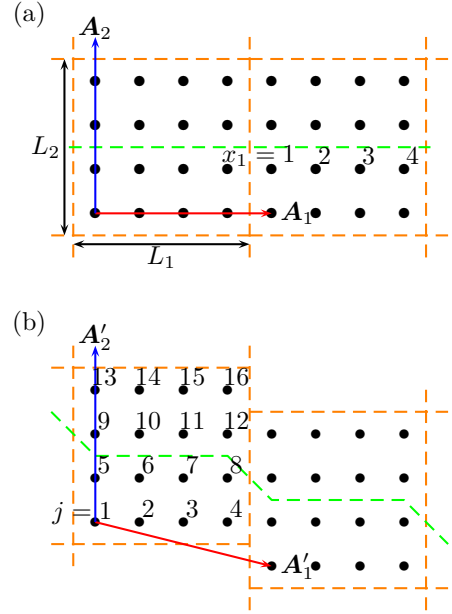 (a)
A₂
L₂
x₁ = 1 2 3 4
A₁
L₁
(b)
A′₂
13 14 15 16
9 10 11 12
5 6 7 8
j = 1 2 3 4
A′₁